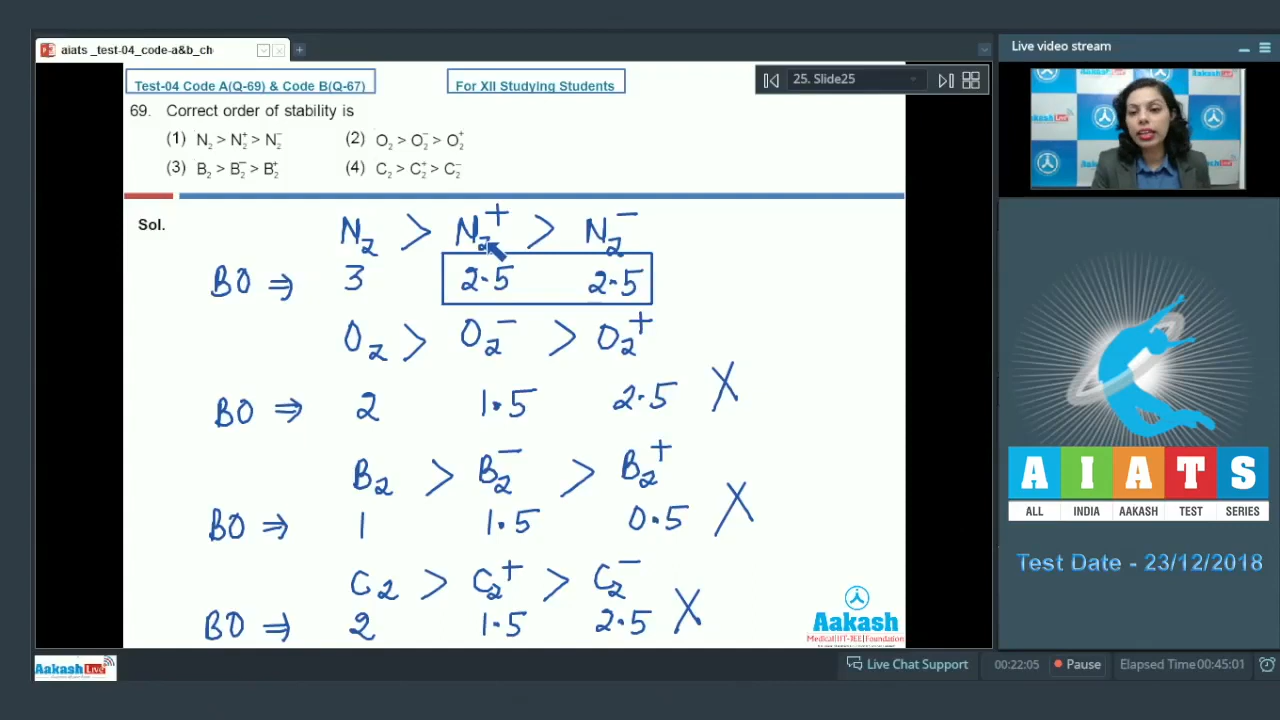 aiats _test-04_code-a&b_ch
Live video stream
Test-04 Code A(Q-69) & Code B(Q-67)
For XII Studying Students
25. Slide25
69. Correct order of stability is
(1) N₂ > N₂⁺ > N₂⁻ (2) O₂ > O₂⁻ > O₂⁺
(3) B₂ > B₂⁻ > B₂⁺ (4) C₂ > C₂⁺ > C₂⁻
Sol.
N₂ > N₂⁺ > N₂⁻
BO ⇒ 3 2.5 2.5
O₂ > O₂⁻ > O₂⁺
BO ⇒ 2 1.5 2.5 X
B₂ > B₂⁻ > B₂⁺
BO ⇒ 1 1.5 0.5 X
C₂ > C₂⁺ > C₂⁻
BO ⇒ 2 1.5 2.5 X
Aakash
Medical|IIT-JEE|Foundation
A I A T S
ALL INDIA AAKASH TEST SERIES
Test Date - 23/12/2018
Aakash Live
Live Chat Support
00:22:05
Pause
Elapsed Time 00:45:01